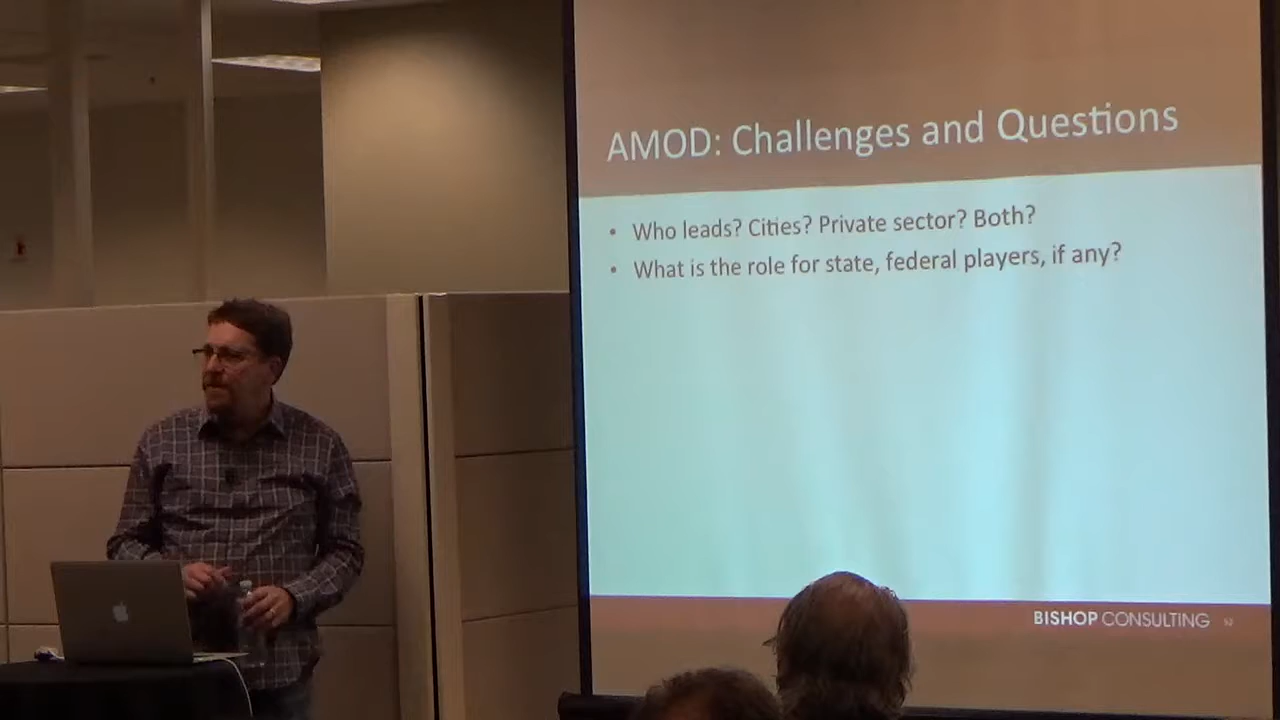 AMOD: Challenges and Questions
• Who leads? Cities? Private sector? Both?
• What is the role for state, federal players, if any?
BISHOP CONSULTING